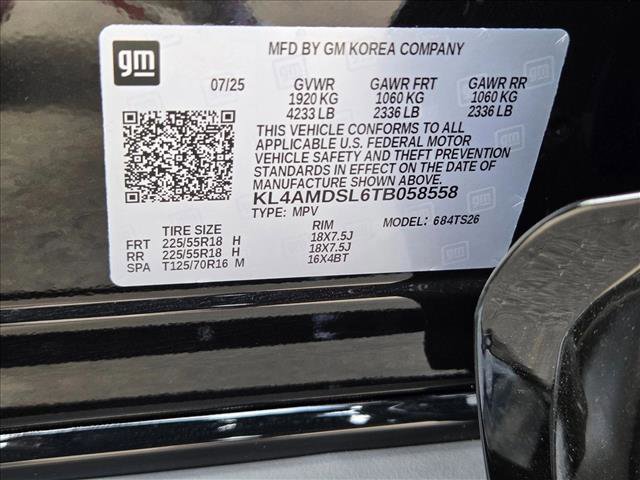 gm
MFD BY GM KOREA COMPANY
07/25 GVWR GAWR FRT GAWR RR
1920 KG 1060 KG 1060 KG
4233 LB 2336 LB 2336 LB
THIS VEHICLE CONFORMS TO ALL
APPLICABLE U.S. FEDERAL MOTOR
VEHICLE SAFETY AND THEFT PREVENTION
STANDARDS IN EFFECT ON THE DATE OF
MANUFACTURE SHOWN ABOVE.
KL4AMDSL6TB058558
TYPE: MPV MODEL: 684TS26
TIRE SIZE RIM
FRT 225/55R18 H 18X7.5J
RR 225/55R18 H 18X7.5J
SPA T125/70R16 M 16X4BT